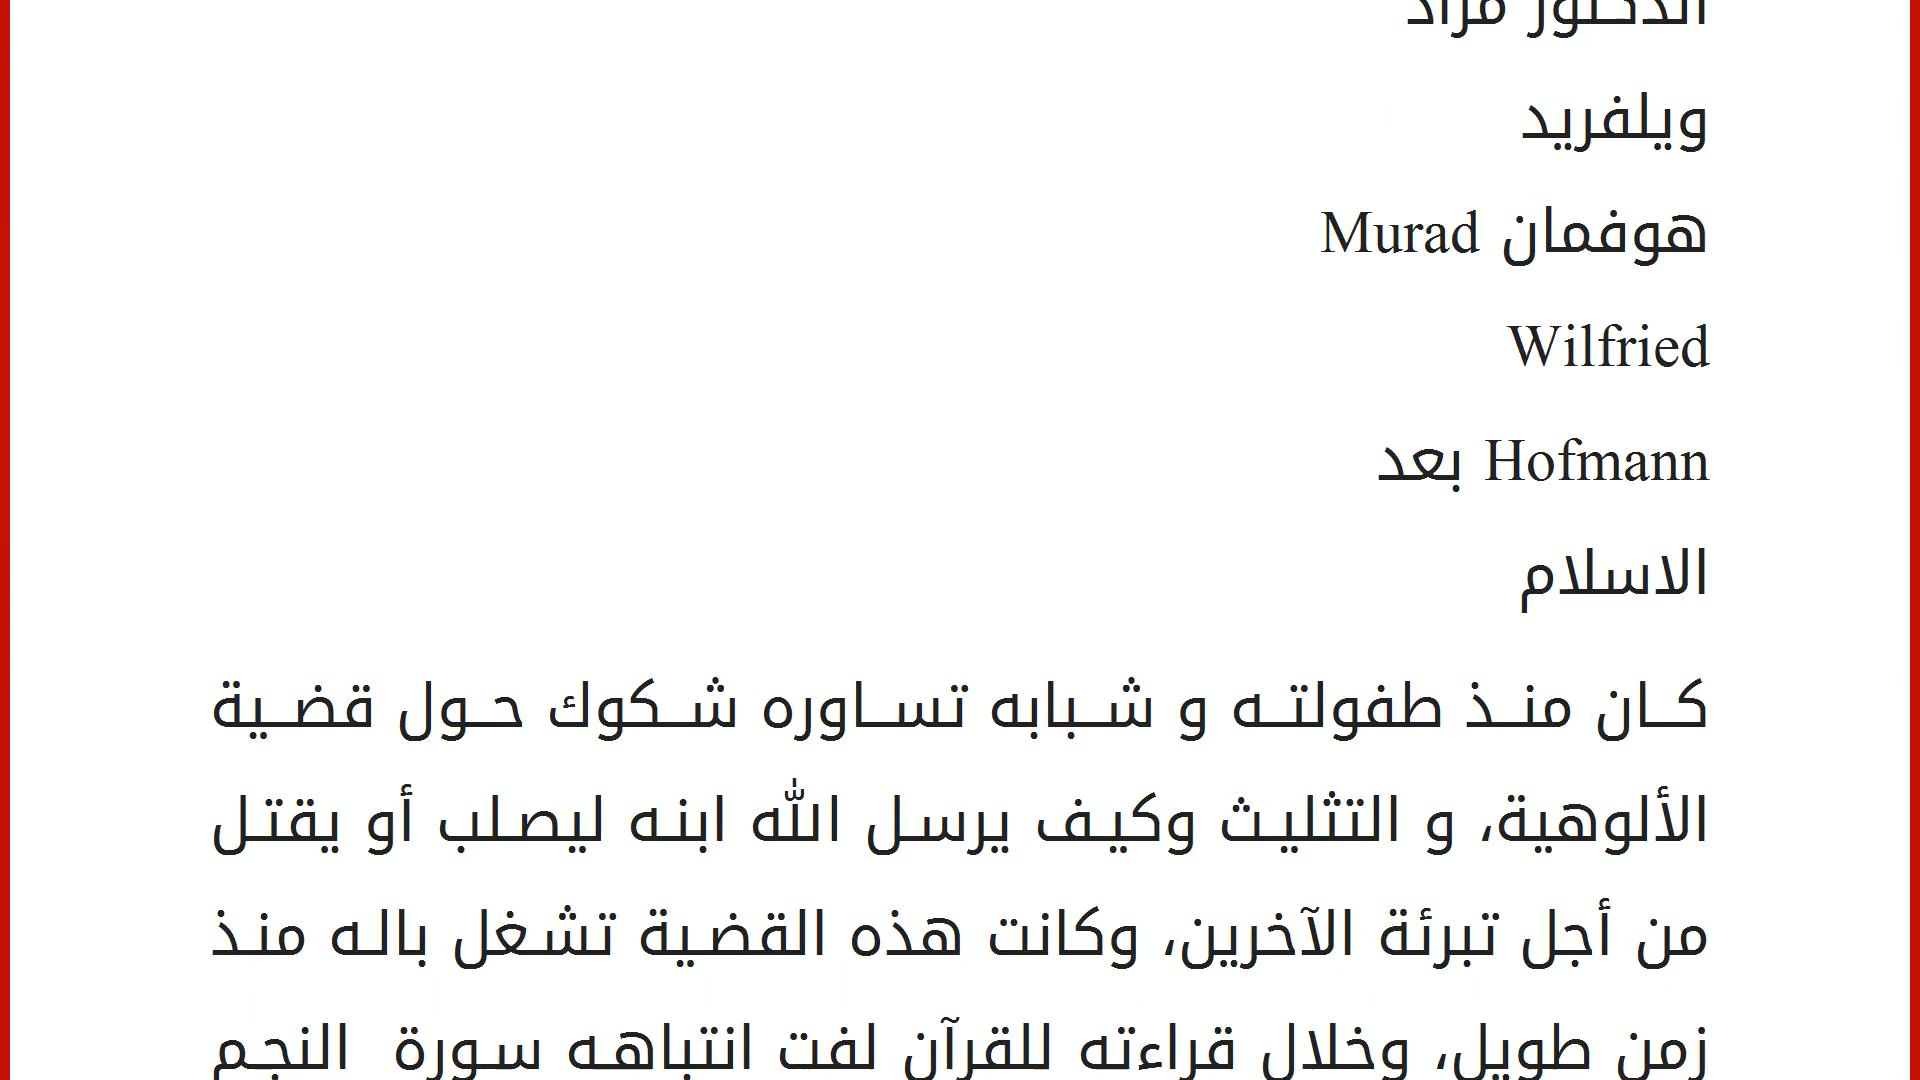 الدكتور مراد
ويلفريد
هوفمان Murad
Wilfried
Hofmann بعد
الاسلام
كان منذ طفولته و شبابه تساوره شكوك حول قضية
الألوهية، و التثليث وكيف يرسل الله ابنه ليصلب أو يقتل
من أجل تبرئة الآخرين، وكانت هذه القضية تشغل باله منذ
زمن طويل، وخلال قراءته للقرآن لفت انتباهه سورة النجم